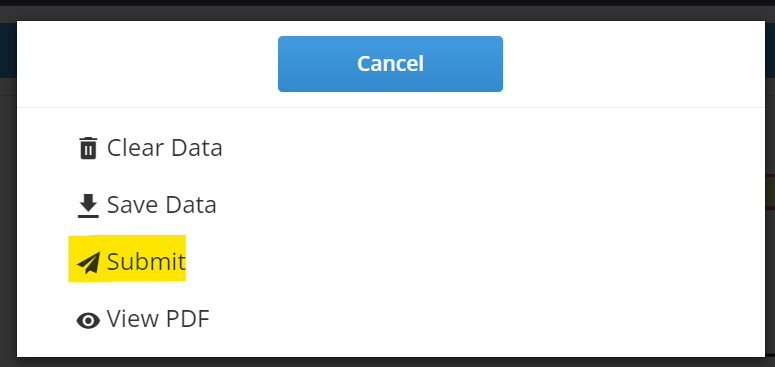 Cancel
Clear Data
Save Data
Submit
View PDF